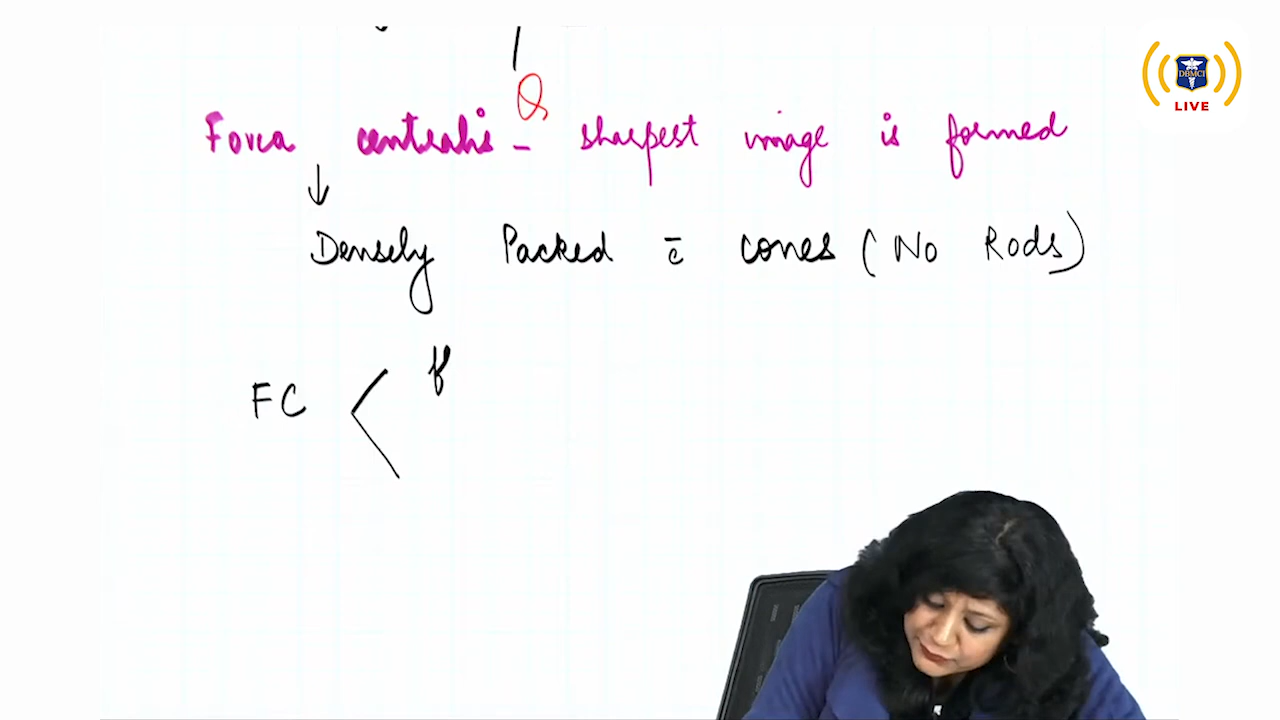 DBMCI
LIVE
Q
Fovea centralis - sharpest image is formed
↓
Densely Packed c̄ cones (No Rods)
FC <